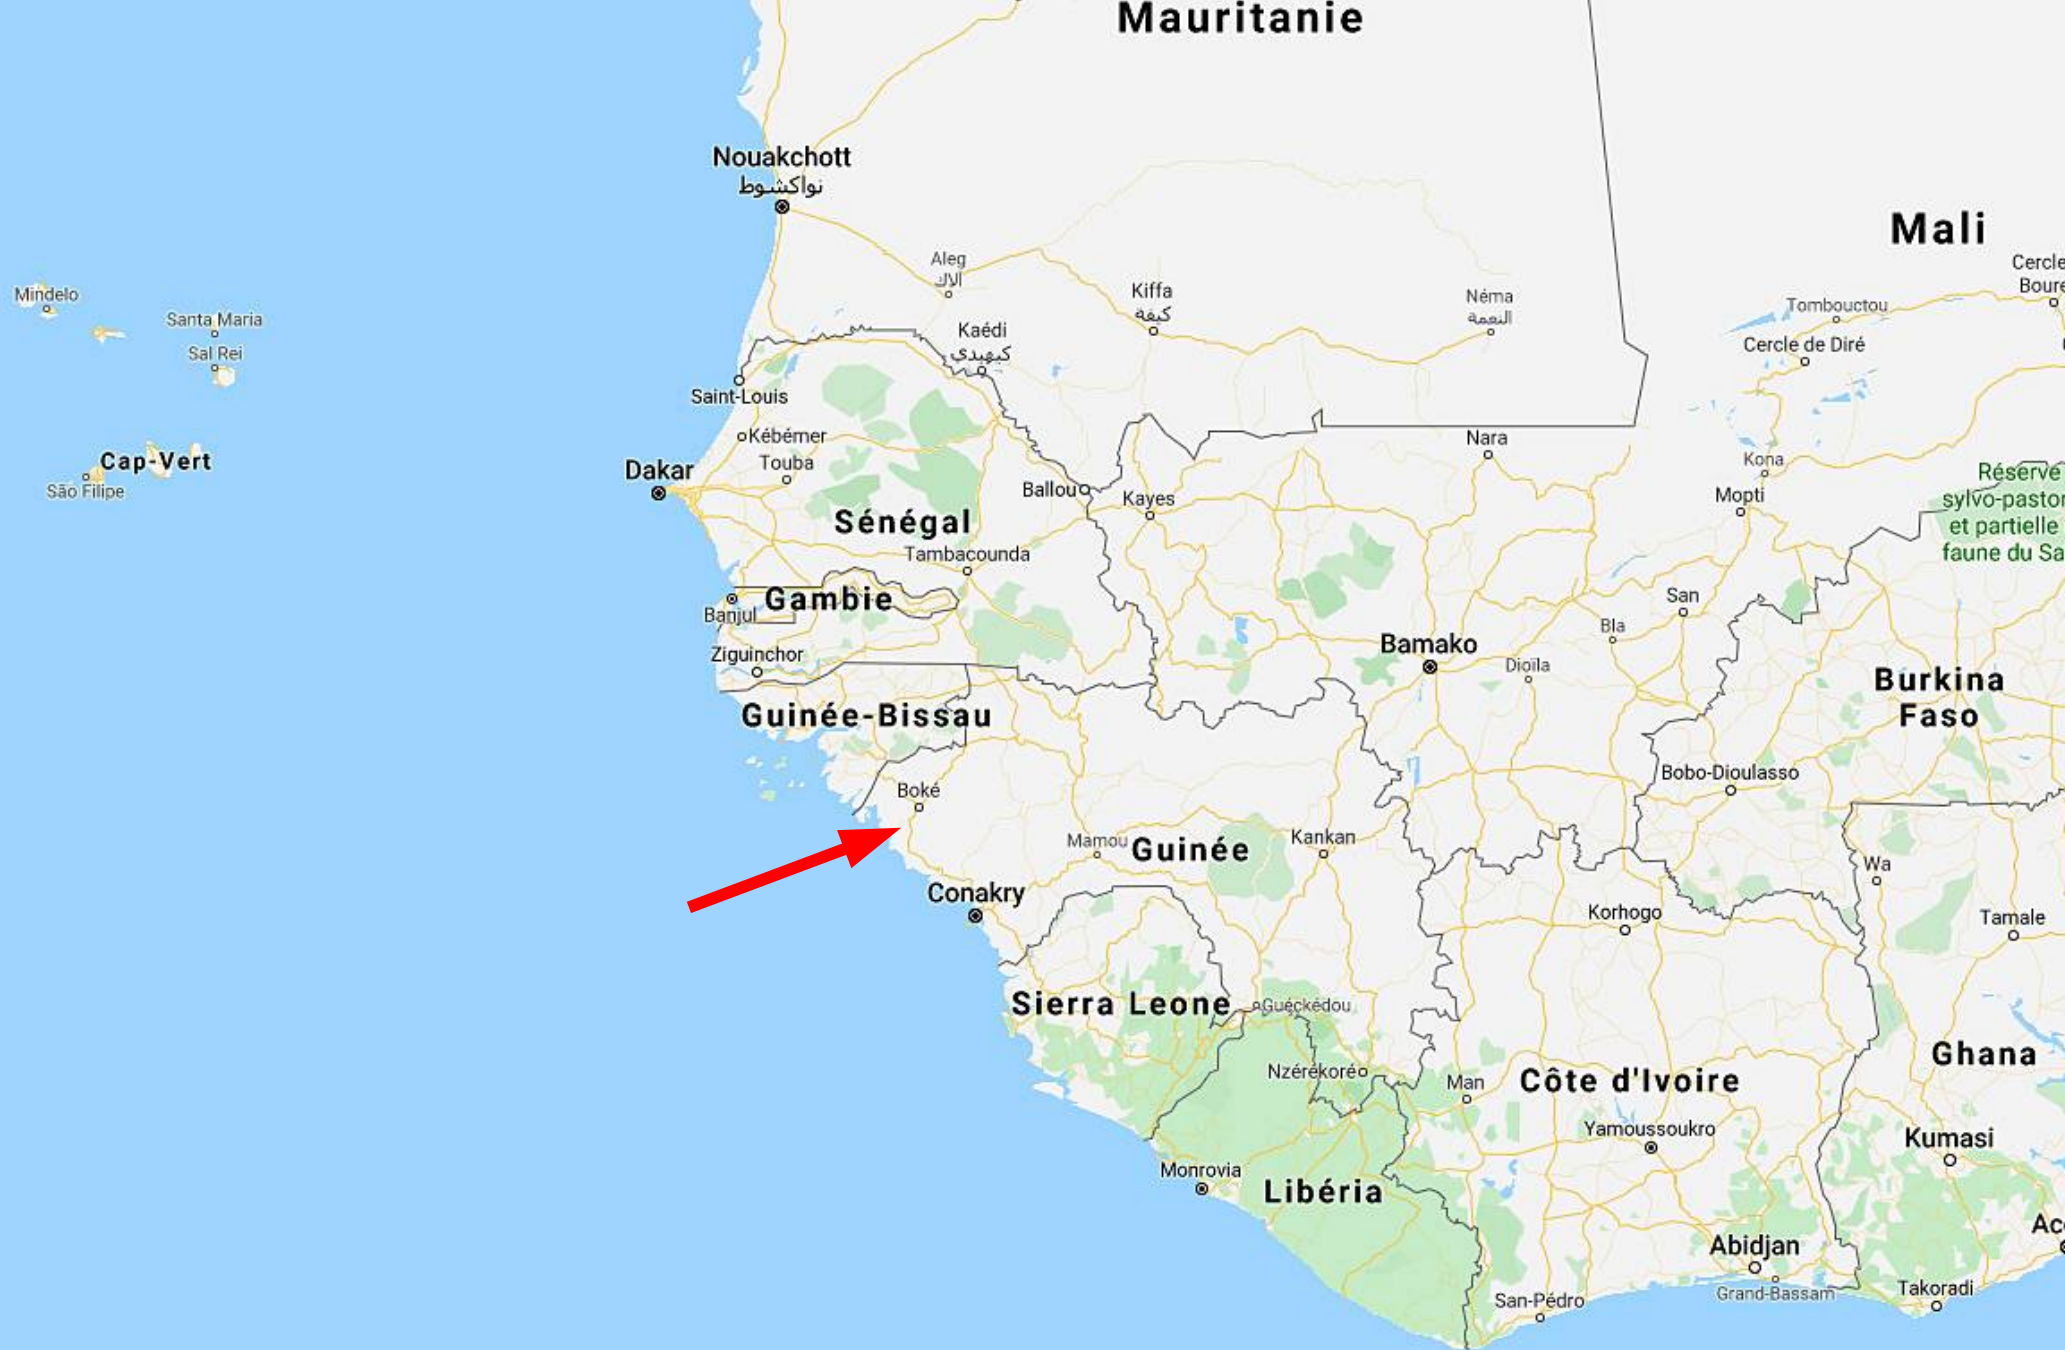 Mauritanie
Nouakchott
نواكشوط
Mali
Aleg
ألاك
Cercle
Boure
Kiffa
كيفة
Néma
النعمة
Mindelo
Santa Maria
Tombouctou
Kaédi
كيهيدي
Cercle de Diré
Sal Rei
Saint-Louis
Kébémer
Nara
Cap-Vert
Touba
Kona
Dakar
Réserve
São Filipe
Ballou
Kayes
Mopti
sylvo-pastor
Sénégal
et partielle
Tambacounda
faune du Sa
Gambie
San
Banjul
Bla
Bamako
Ziguinchor
Dioïla
Burkina
Faso
Guinée-Bissau
Bobo-Dioulasso
Boké
Mamou
Guinée
Kankan
Wa
Conakry
Korhogo
Tamale
Sierra Leone
Guéckédou
Ghana
Nzérékoré
Man
Côte d'Ivoire
Yamoussoukro
Kumasi
Monrovia
Libéria
Ac
Abidjan
Takoradi
Grand-Bassam
San-Pédro